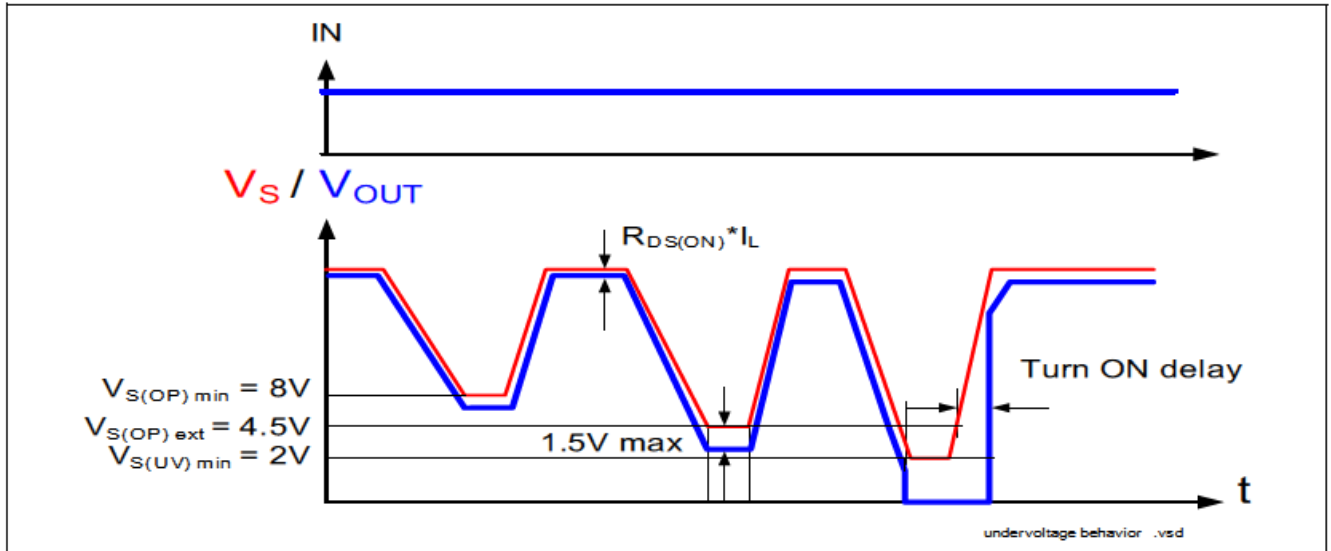 IN
VS / VOUT
RDS(ON)*IL
Turn ON delay
VS(OP) min = 8V
VS(OP) ext = 4.5V
1.5V max
VS(UV) min = 2V
t
undervoltage behavior .vsd